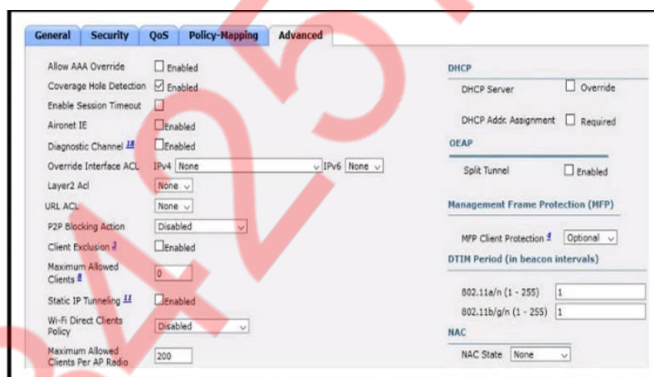 General Security QoS Policy-Mapping Advanced
Allow AAA Override Enabled
Coverage Hole Detection Enabled
Enable Session Timeout
Aironet IE Enabled
Diagnostic Channel 18 Enabled
Override Interface ACL IPv4 None IPv6 None
Layer2 Acl None
URL ACL None
P2P Blocking Action Disabled
Client Exclusion 3 Enabled
Maximum Allowed
Clients 8 0
Static IP Tunneling 11 Enabled
Wi-Fi Direct Clients
Policy Disabled
Maximum Allowed
Clients Per AP Radio 200
DHCP
DHCP Server Override
DHCP Addr. Assignment Required
OEAP
Split Tunnel Enabled
Management Frame Protection (MFP)
MFP Client Protection 4 Optional
DTIM Period (in beacon intervals)
802.11a/n (1 - 255) 1
802.11b/g/n (1 - 255) 1
NAC
NAC State None